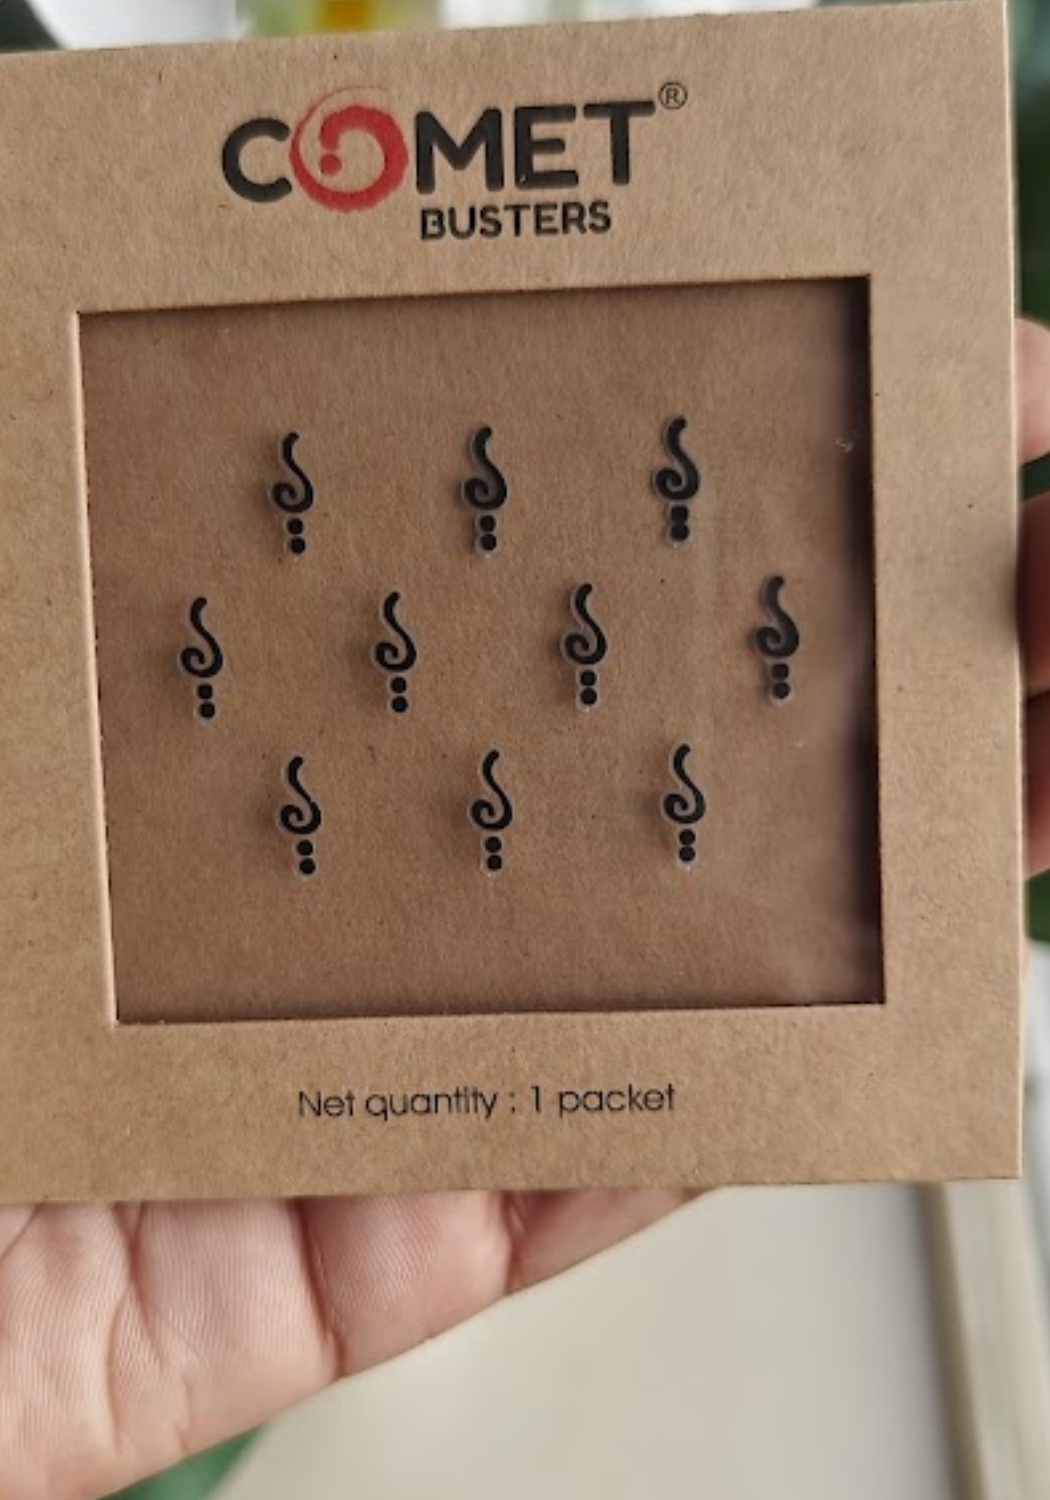 COMET®
BUSTERS
Net quantity : 1 packet